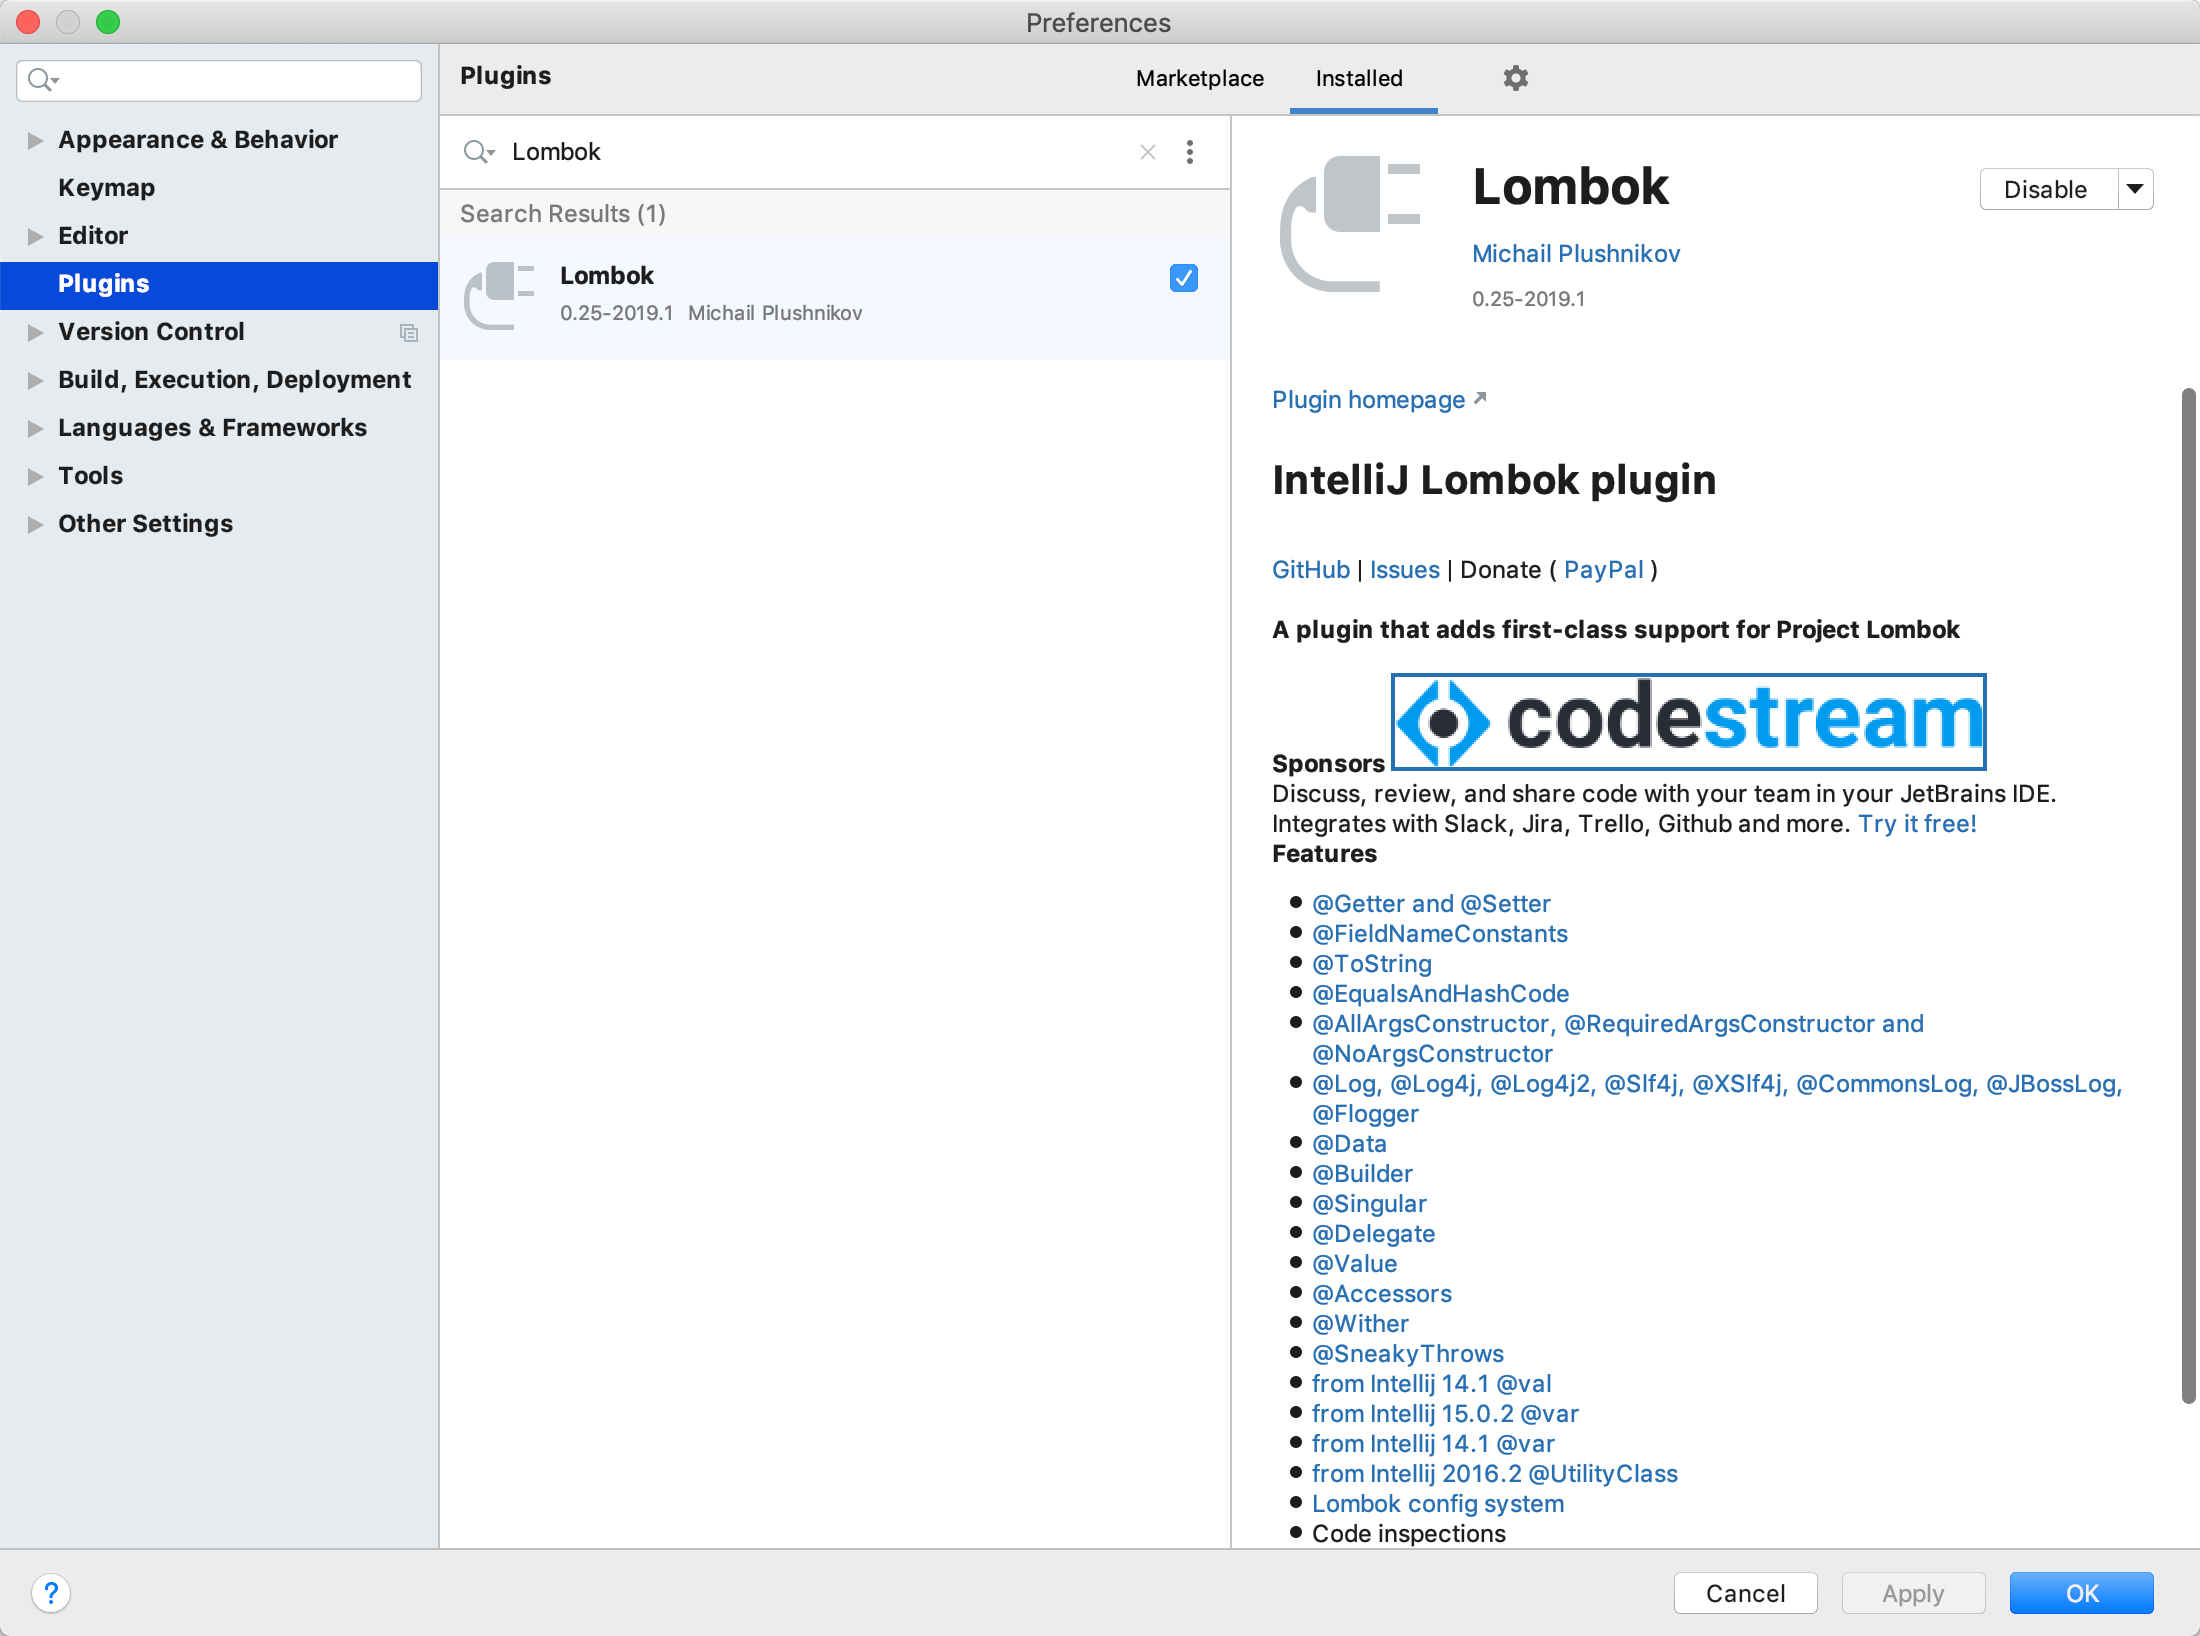 Preferences
Appearance & Behavior
Keymap
Editor
Plugins
Version Control
Build, Execution, Deployment
Languages & Frameworks
Tools
Other Settings
Plugins
Marketplace
Installed
Lombok
Search Results (1)
Lombok
0.25-2019.1 Michail Plushnikov
Lombok
Disable
Michail Plushnikov
0.25-2019.1
Plugin homepage
IntelliJ Lombok plugin
GitHub | Issues | Donate ( PayPal )
A plugin that adds first-class support for Project Lombok
codestream
Sponsors
Discuss, review, and share code with your team in your JetBrains IDE.
Integrates with Slack, Jira, Trello, Github and more. Try it free!
Features
@Getter and @Setter
@FieldNameConstants
@ToString
@EqualsAndHashCode
@AllArgsConstructor, @RequiredArgsConstructor and
@NoArgsConstructor
@Log, @Log4j, @Log4j2, @Slf4j, @XSlf4j, @CommonsLog, @JBossLog,
@Flogger
@Data
@Builder
@Singular
@Delegate
@Value
@Accessors
@Wither
@SneakyThrows
from Intellij 14.1 @val
from Intellij 15.0.2 @var
from Intellij 14.1 @var
from Intellij 2016.2 @UtilityClass
Lombok config system
Code inspections
?
Cancel
Apply
OK